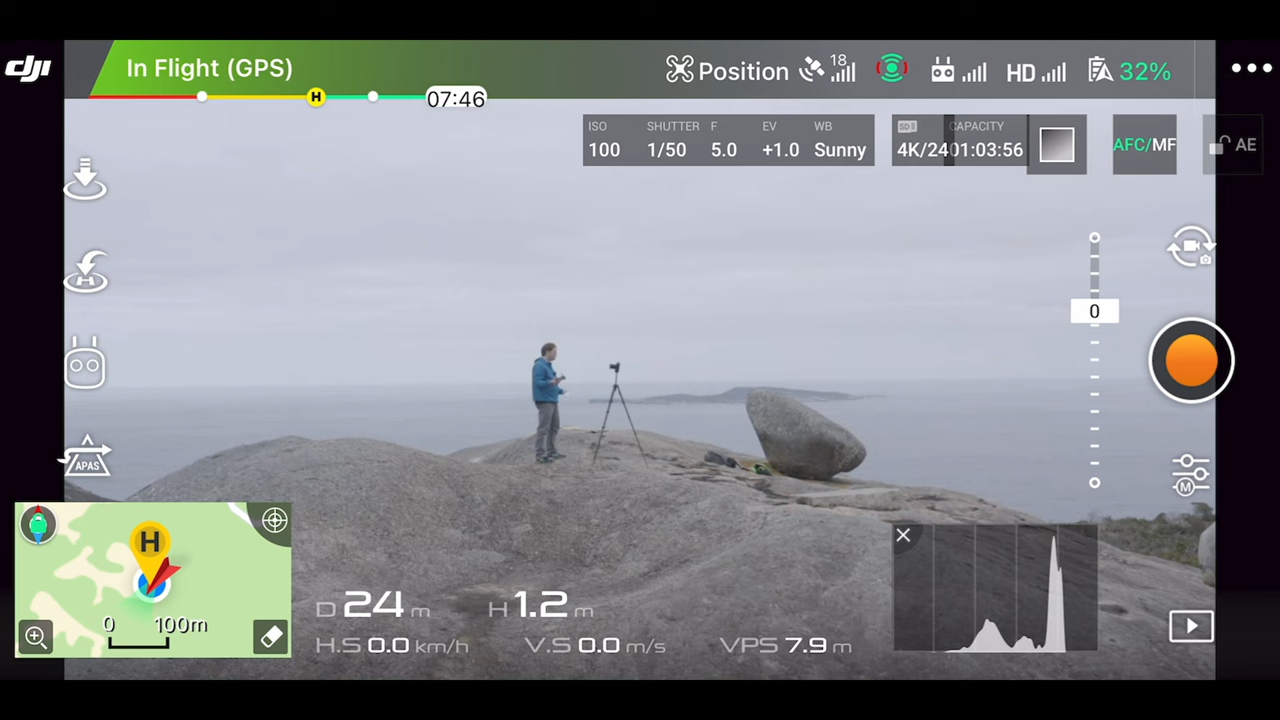 dji In Flight (GPS) Position 18 HD 32%
H 07:46
ISO SHUTTER F EV WB CAPACITY
100 1/50 5.0 +1.0 Sunny 4K/24 01:03:56 AFC/MF AE
0
H
APAS
M
H
0 100m
D 24 m H 1.2 m
H.S 0.0 km/h V.S 0.0 m/s VPS 7.9 m